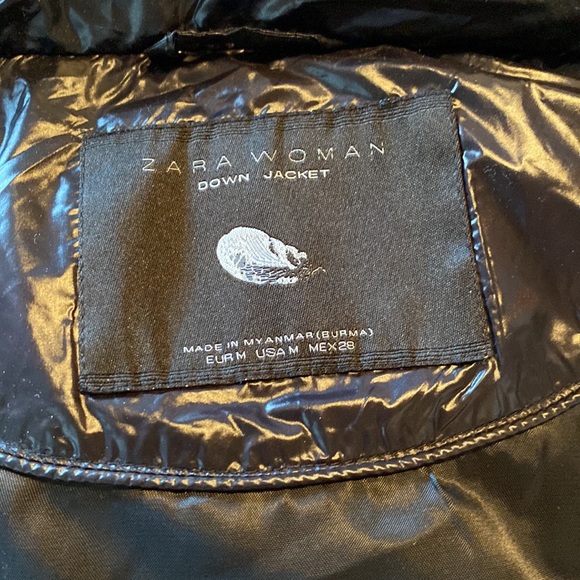 ZARA WOMAN
DOWN JACKET
MADE IN MYANMAR (BURMA)
EUR M USA M MEX 28